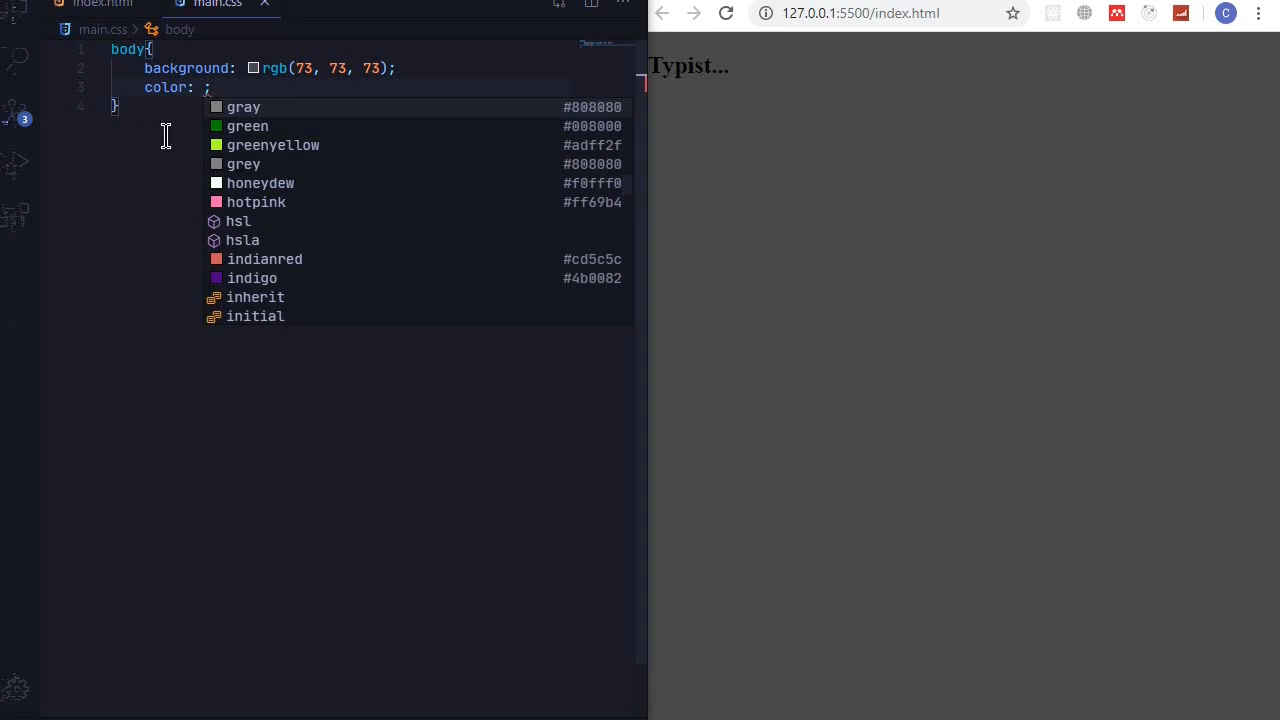 index.html main.css
127.0.0.1:5500/index.html
C
main.css > body
1 body{
2 background: rgb(73, 73, 73);
3 color: ;
4 }
3
gray #808080
green #008000
greenyellow #adff2f
grey #808080
honeydew #f0fff0
hotpink #ff69b4
hsl
hsla
indianred #cd5c5c
indigo #4b0082
inherit
initial
Typist...